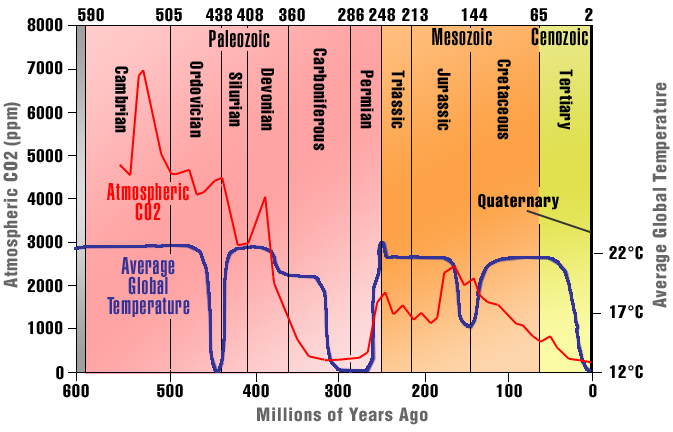 590 505 438 408 360 286 248 213 144 65 2
8000
7000
6000
5000
4000
3000
2000
1000
0
Atmospheric CO2 (ppm)
Paleozoic
Mesozoic
Cenozoic
Cambrian
Ordovician
Silurian
Devonian
Carboniferous
Permian
Triassic
Jurassic
Cretaceous
Tertiary
Quaternary
Atmospheric
CO2
Average
Global
Temperature
22°C
17°C
12°C
Average Global Temperature
600 500 400 300 200 100 0
Millions of Years Ago